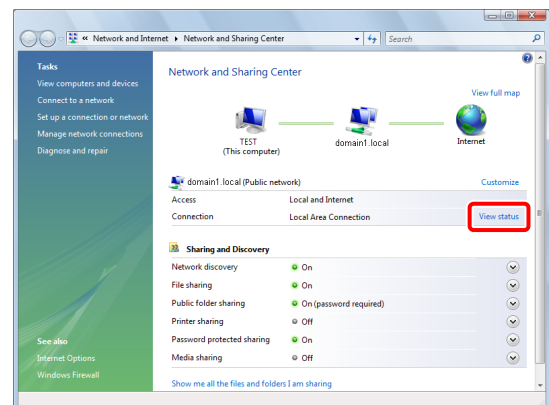 « Network and Internet ▸ Network and Sharing Center
Search
Tasks
View computers and devices
Connect to a network
Set up a connection or network
Manage network connections
Diagnose and repair
See also
Internet Options
Windows Firewall
Network and Sharing Center
View full map
TEST
(This computer)
domain1.local
Internet
domain1.local (Public network)
Customize
Access Local and Internet
Connection Local Area Connection View status
Sharing and Discovery
Network discovery On
File sharing On
Public folder sharing On (password required)
Printer sharing Off
Password protected sharing On
Media sharing Off
Show me all the files and folders I am sharing